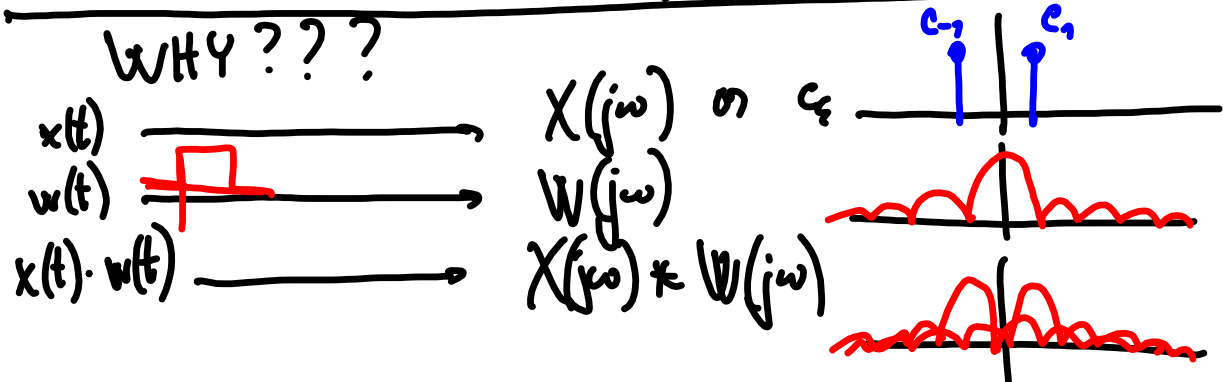 WHY ? ? ?
c-1 c1
x(t) X(jω) or ck
w(t) W(jω)
x(t) · w(t) X(jω) * W(jω)